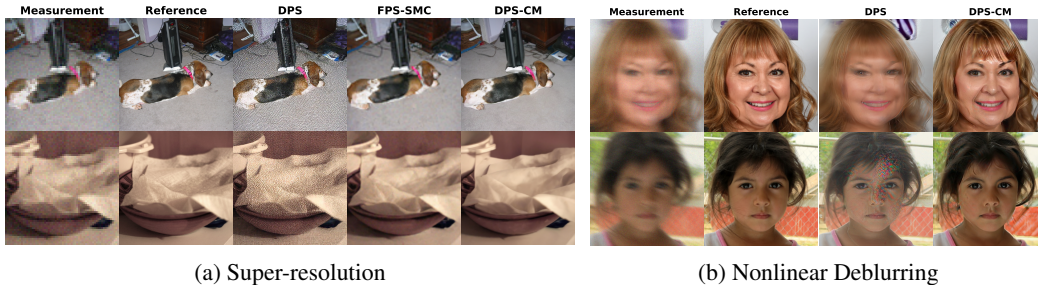 Measurement Reference DPS FPS-SMC DPS-CM
Measurement Reference DPS DPS-CM
(a) Super-resolution
(b) Nonlinear Deblurring